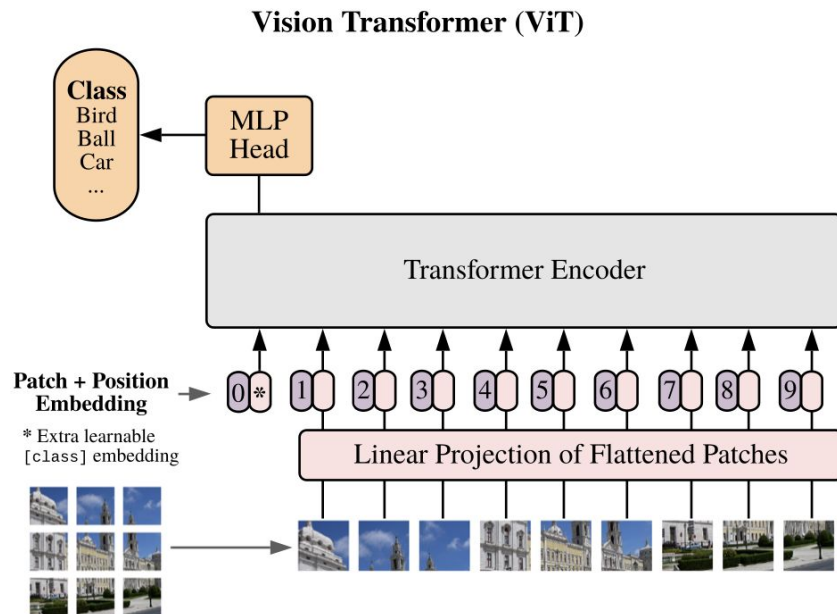 Vision Transformer (ViT)
Class
Bird
Ball
Car
...
MLP
Head
Transformer Encoder
Patch + Position
Embedding
0 * 1 2 3 4 5 6 7 8 9
* Extra learnable
[class] embedding
Linear Projection of Flattened Patches